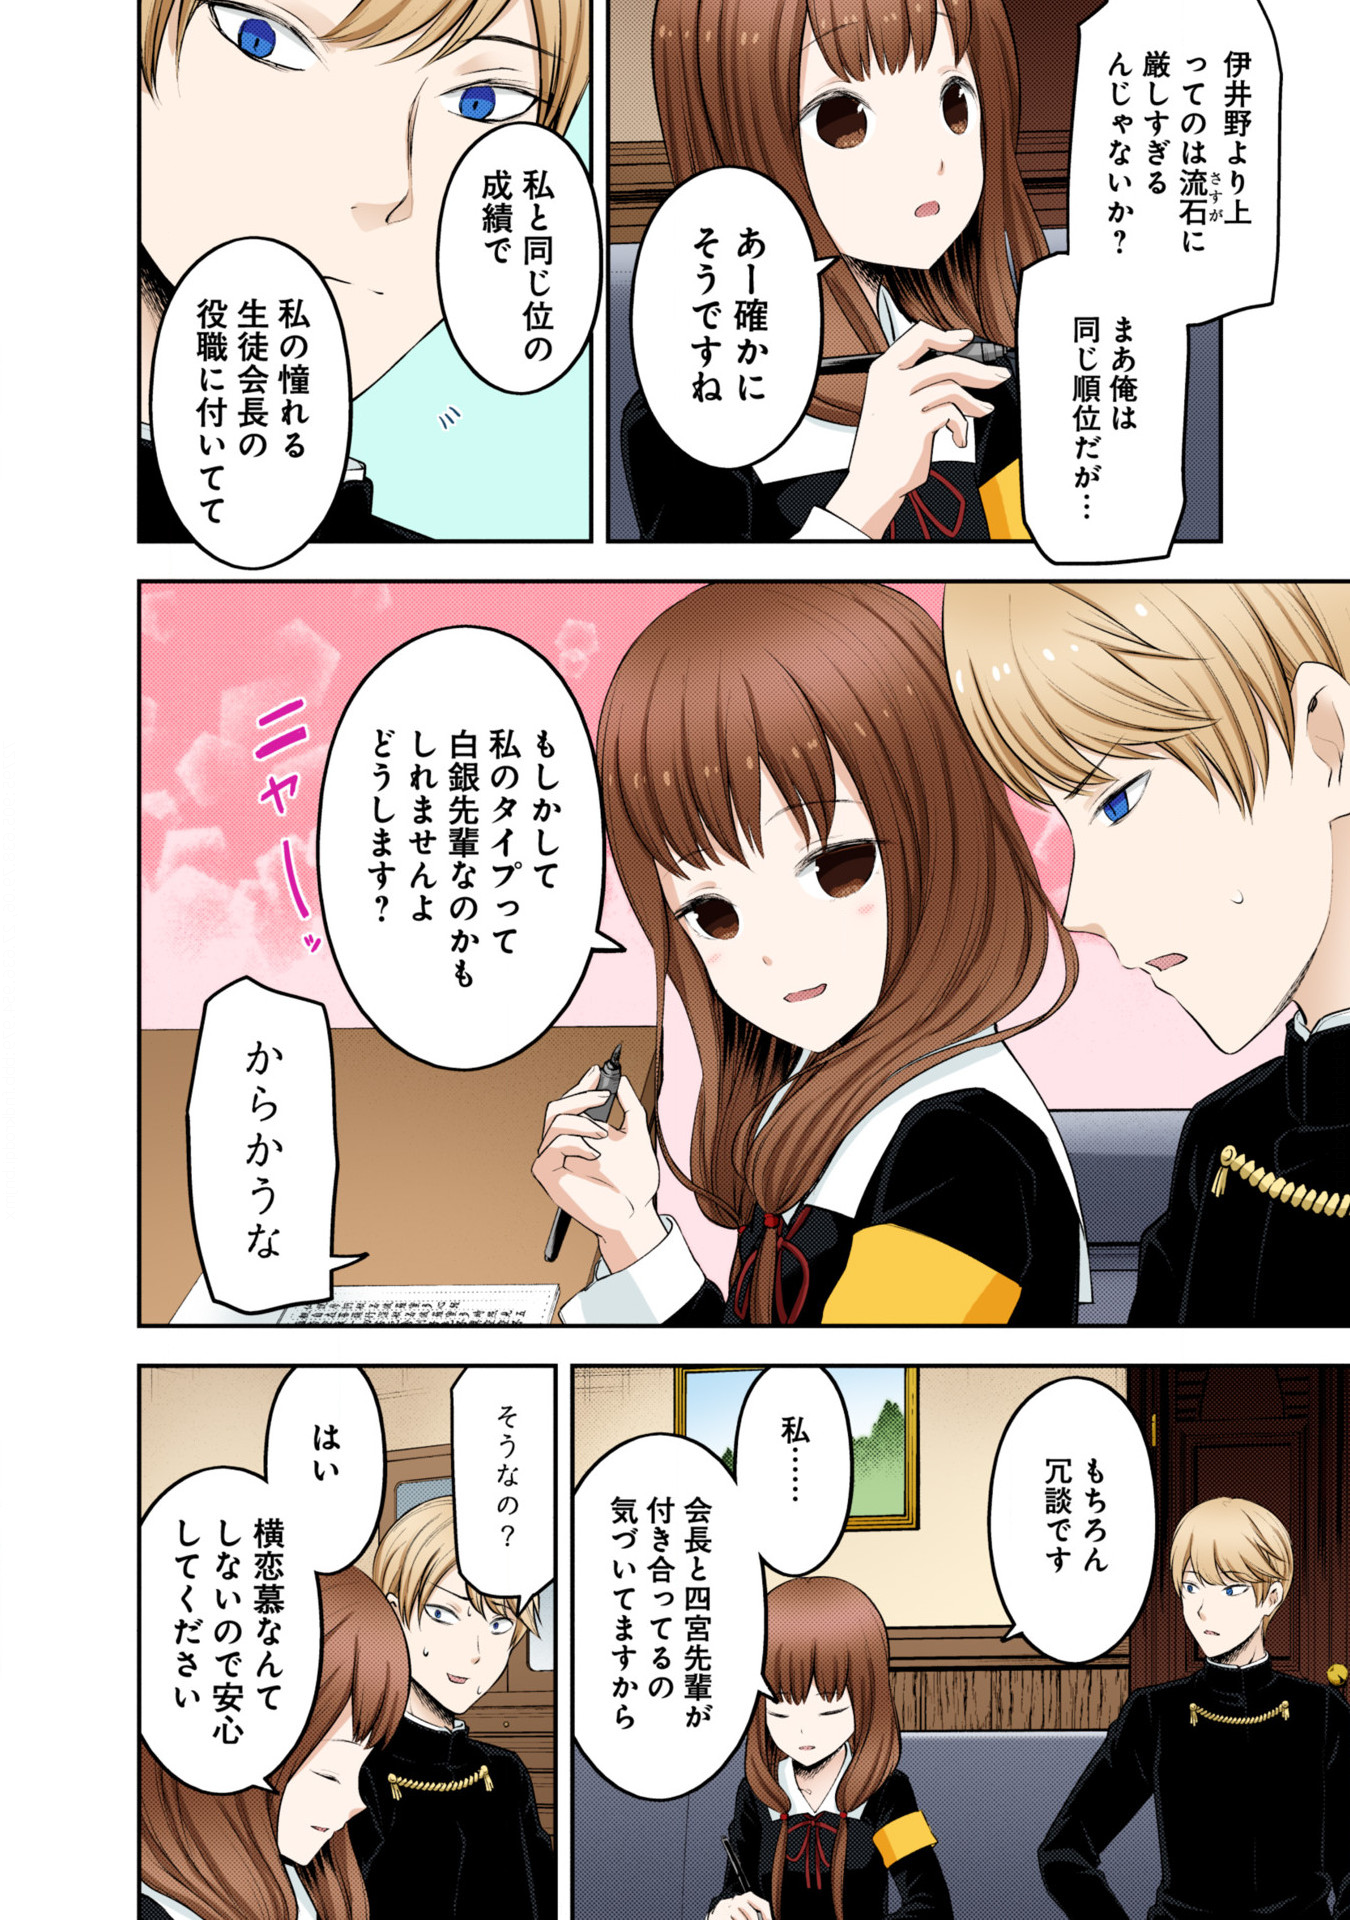 伊井野より上
ってのは流石に
厳しすぎる
んじゃないか?
まあ俺は
同じ順位だが…
あー確かに
そうですね
私と同じ位の
成績で
私の憧れる
生徒会長の
役職に付いてて
もしかして
私のタイプって
白銀先輩なのかも
しれませんよ
どうします?
ニャーッ
からかうな
もちろん
冗談です
私……
会長と四宮先輩が
付き合ってるの
気づいてますから
そうなの?
はい
横恋慕なんて
しないので安心
してください